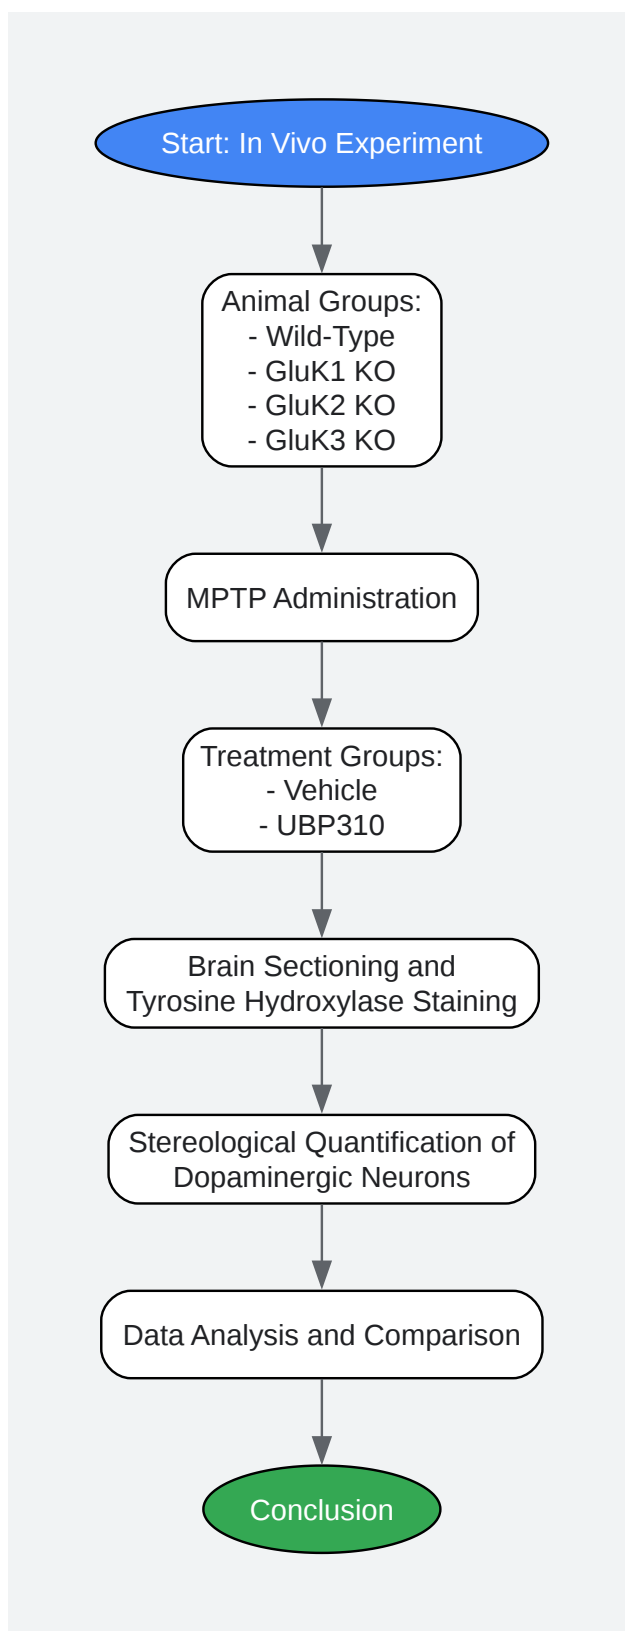 Start: In Vivo Experiment
Animal Groups:
- Wild-Type
- GluK1 KO
- GluK2 KO
- GluK3 KO
MPTP Administration
Treatment Groups:
- Vehicle
- UBP310
Brain Sectioning and
Tyrosine Hydroxylase Staining
Stereological Quantification of
Dopaminergic Neurons
Data Analysis and Comparison
Conclusion